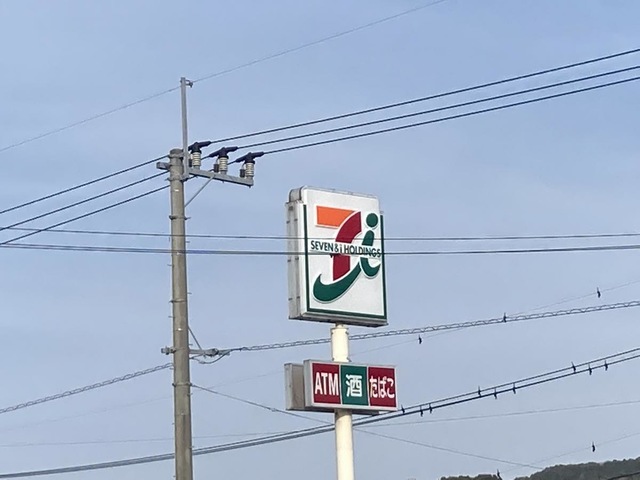 SEVEN & i HOLDINGS
ATM 酒 たばこ